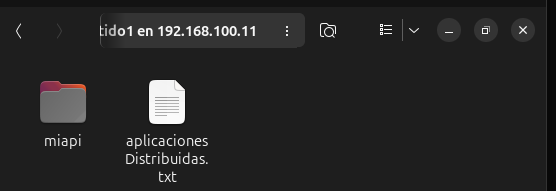 tido1 en 192.168.100.11
miapi
aplicaciones
Distribuidas.
txt